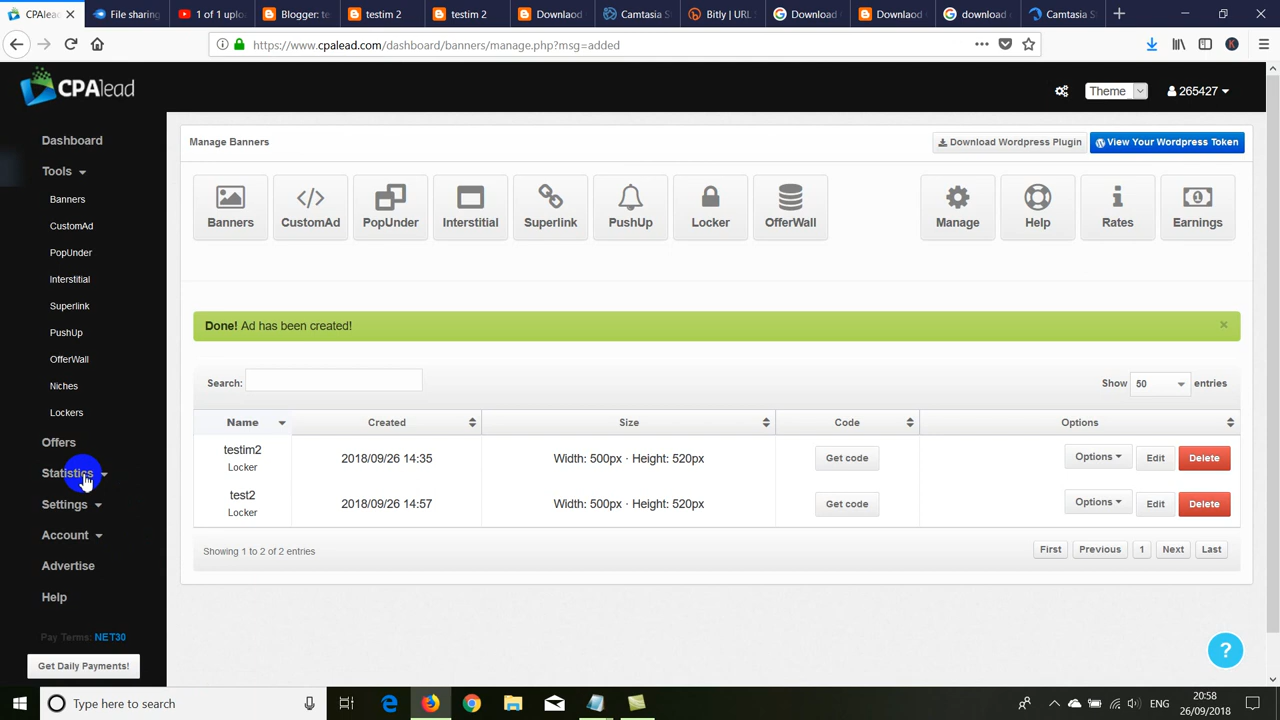 CPAlead
File sharing
1 of 1 uplo
Blogger: te
testim 2
testim 2
Downlaod
Camtasia S
Bitly | URL
Download
Downlaod
download
Camtasia S
https://www.cpalead.com/dashboard/banners/manage.php?msg=added
K
CPAlead
Theme
265427
Dashboard
Tools
Banners
CustomAd
PopUnder
Interstitial
Superlink
PushUp
OfferWall
Niches
Lockers
Offers
Statistics
Settings
Account
Advertise
Help
Pay Terms: NET30
Get Daily Payments!
Manage Banners
Download Wordpress Plugin
View Your Wordpress Token
Banners
CustomAd
PopUnder
Interstitial
Superlink
PushUp
Locker
OfferWall
Manage
Help
Rates
Earnings
Done! Ad has been created!
×
Search:
Show 50 entries
Name Created Size Code Options
testim2
Locker
2018/09/26 14:35
Width: 500px · Height: 520px
Get code
Options
Edit
Delete
test2
Locker
2018/09/26 14:57
Width: 500px · Height: 520px
Get code
Options
Edit
Delete
Showing 1 to 2 of 2 entries
First
Previous
1
Next
Last
?
Type here to search
ENG
20:58
26/09/2018